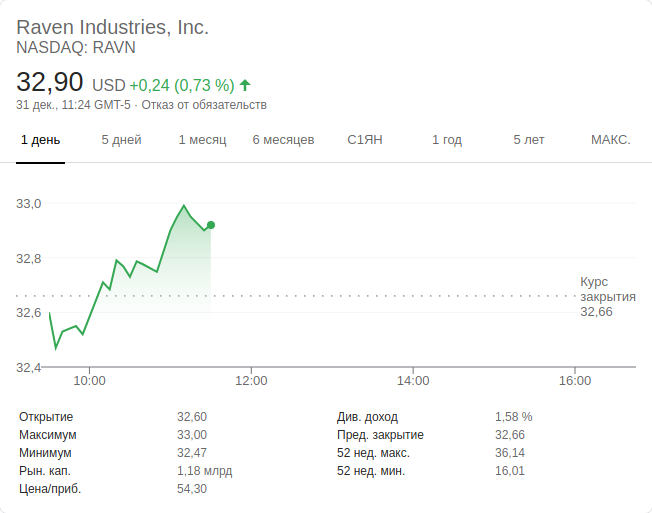 Raven Industries, Inc.
NASDAQ: RAVN
32,90 USD +0,24 (0,73 %)
31 дек., 11:24 GMT-5 · Отказ от обязательств
1 день 5 дней 1 месяц 6 месяцев С1ЯН 1 год 5 лет МАКС.
33,0
32,8
Курс
закрытия
32,66
32,6
32,4
10:00 12:00 14:00 16:00
Открытие 32,60 Див. доход 1,58 %
Максимум 33,00 Пред. закрытие 32,66
Минимум 32,47 52 нед. макс. 36,14
Рын. кап. 1,18 млрд 52 нед. мин. 16,01
Цена/приб. 54,30